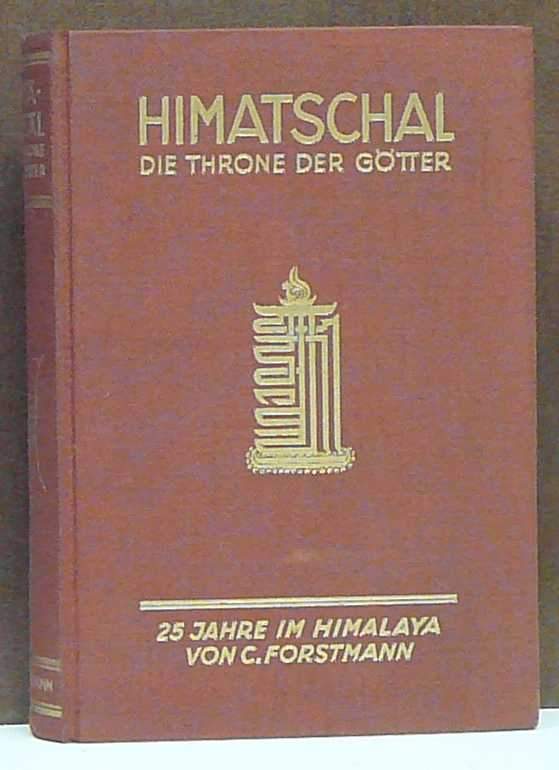 HIMATSCHAL
DIE THRONE DER GÖTTER
25 JAHRE IM HIMALAYA
VON C. FORSTMANN